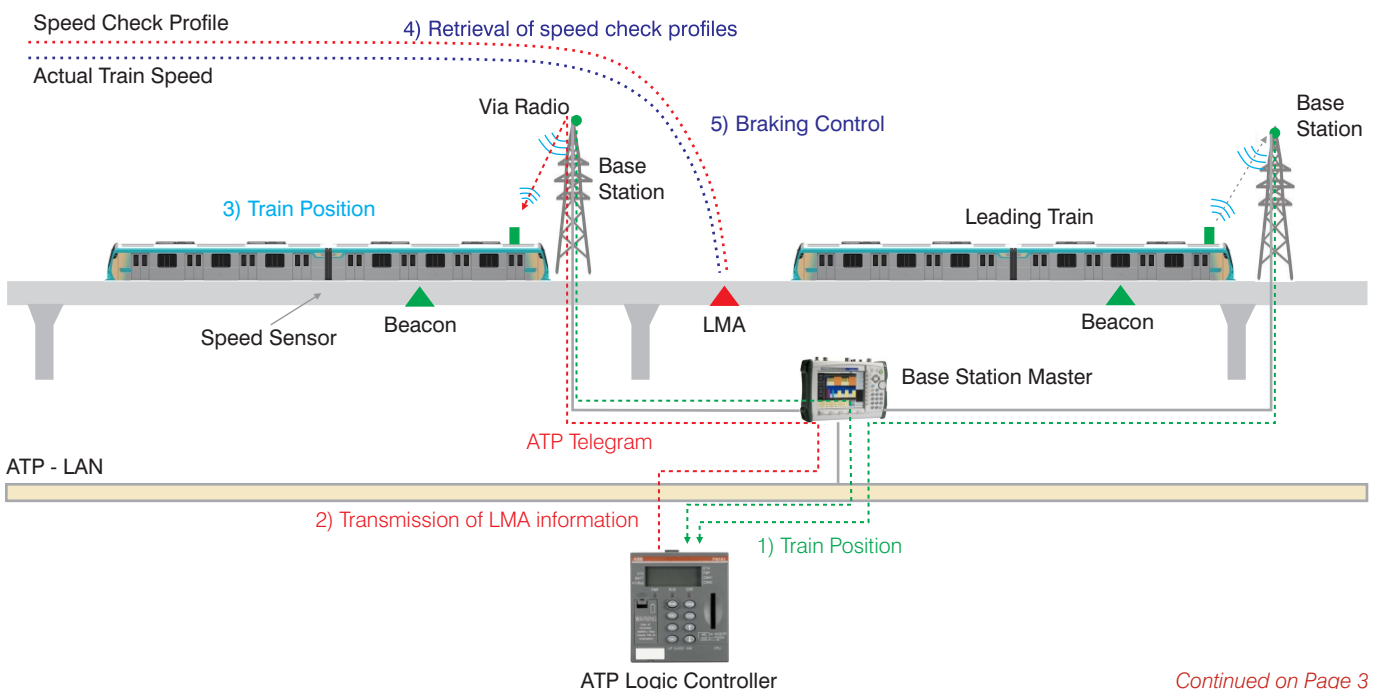 Speed Check Profile
4) Retrieval of speed check profiles
Actual Train Speed
Via Radio
Base
Station
5) Braking Control
Base
Station
3) Train Position
Leading Train
Speed Sensor
Beacon
LMA
Beacon
Base Station Master
ATP Telegram
ATP - LAN
2) Transmission of LMA information
1) Train Position
ATP Logic Controller
Continued on Page 3